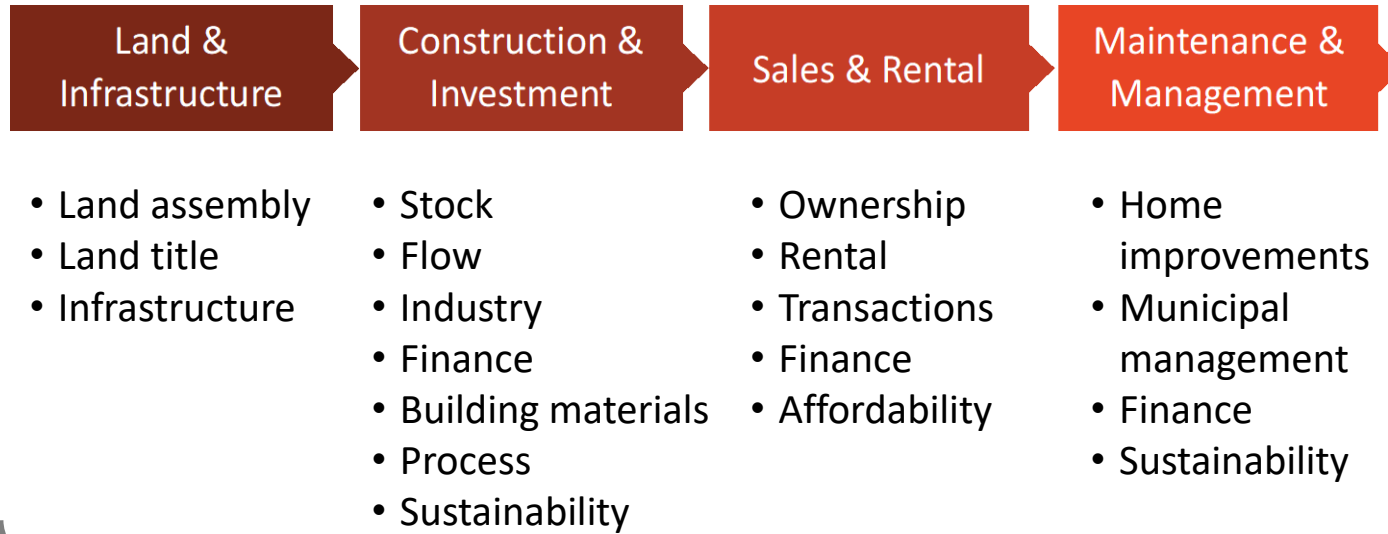 Land &
Infrastructure
Construction &
Investment
Sales & Rental
Maintenance &
Management
• Land assembly
• Land title
• Infrastructure
• Stock
• Flow
• Industry
• Finance
• Building materials
• Process
• Sustainability
• Ownership
• Rental
• Transactions
• Finance
• Affordability
• Home
improvements
• Municipal
management
• Finance
• Sustainability